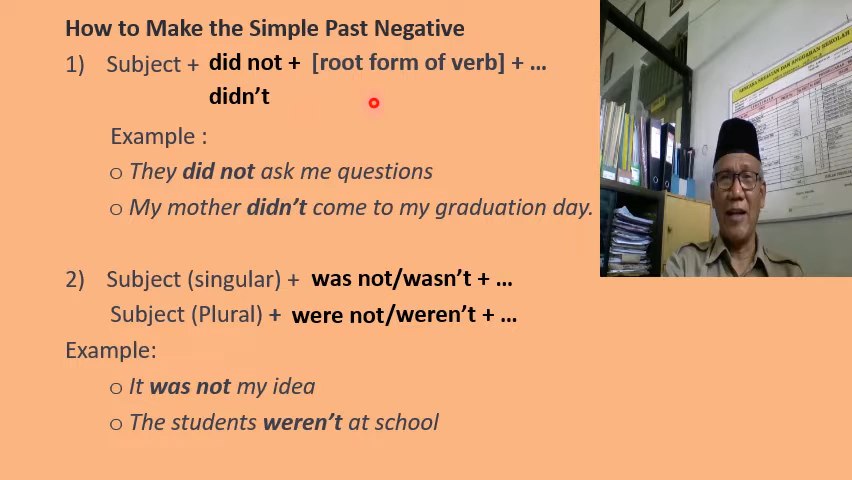 How to Make the Simple Past Negative
1) Subject + did not + [root form of verb] + ...
didn't
Example :
o They did not ask me questions
o My mother didn't come to my graduation day.
2) Subject (singular) + was not/wasn't + ...
Subject (Plural) + were not/weren't + ...
Example:
o It was not my idea
o The students weren't at school